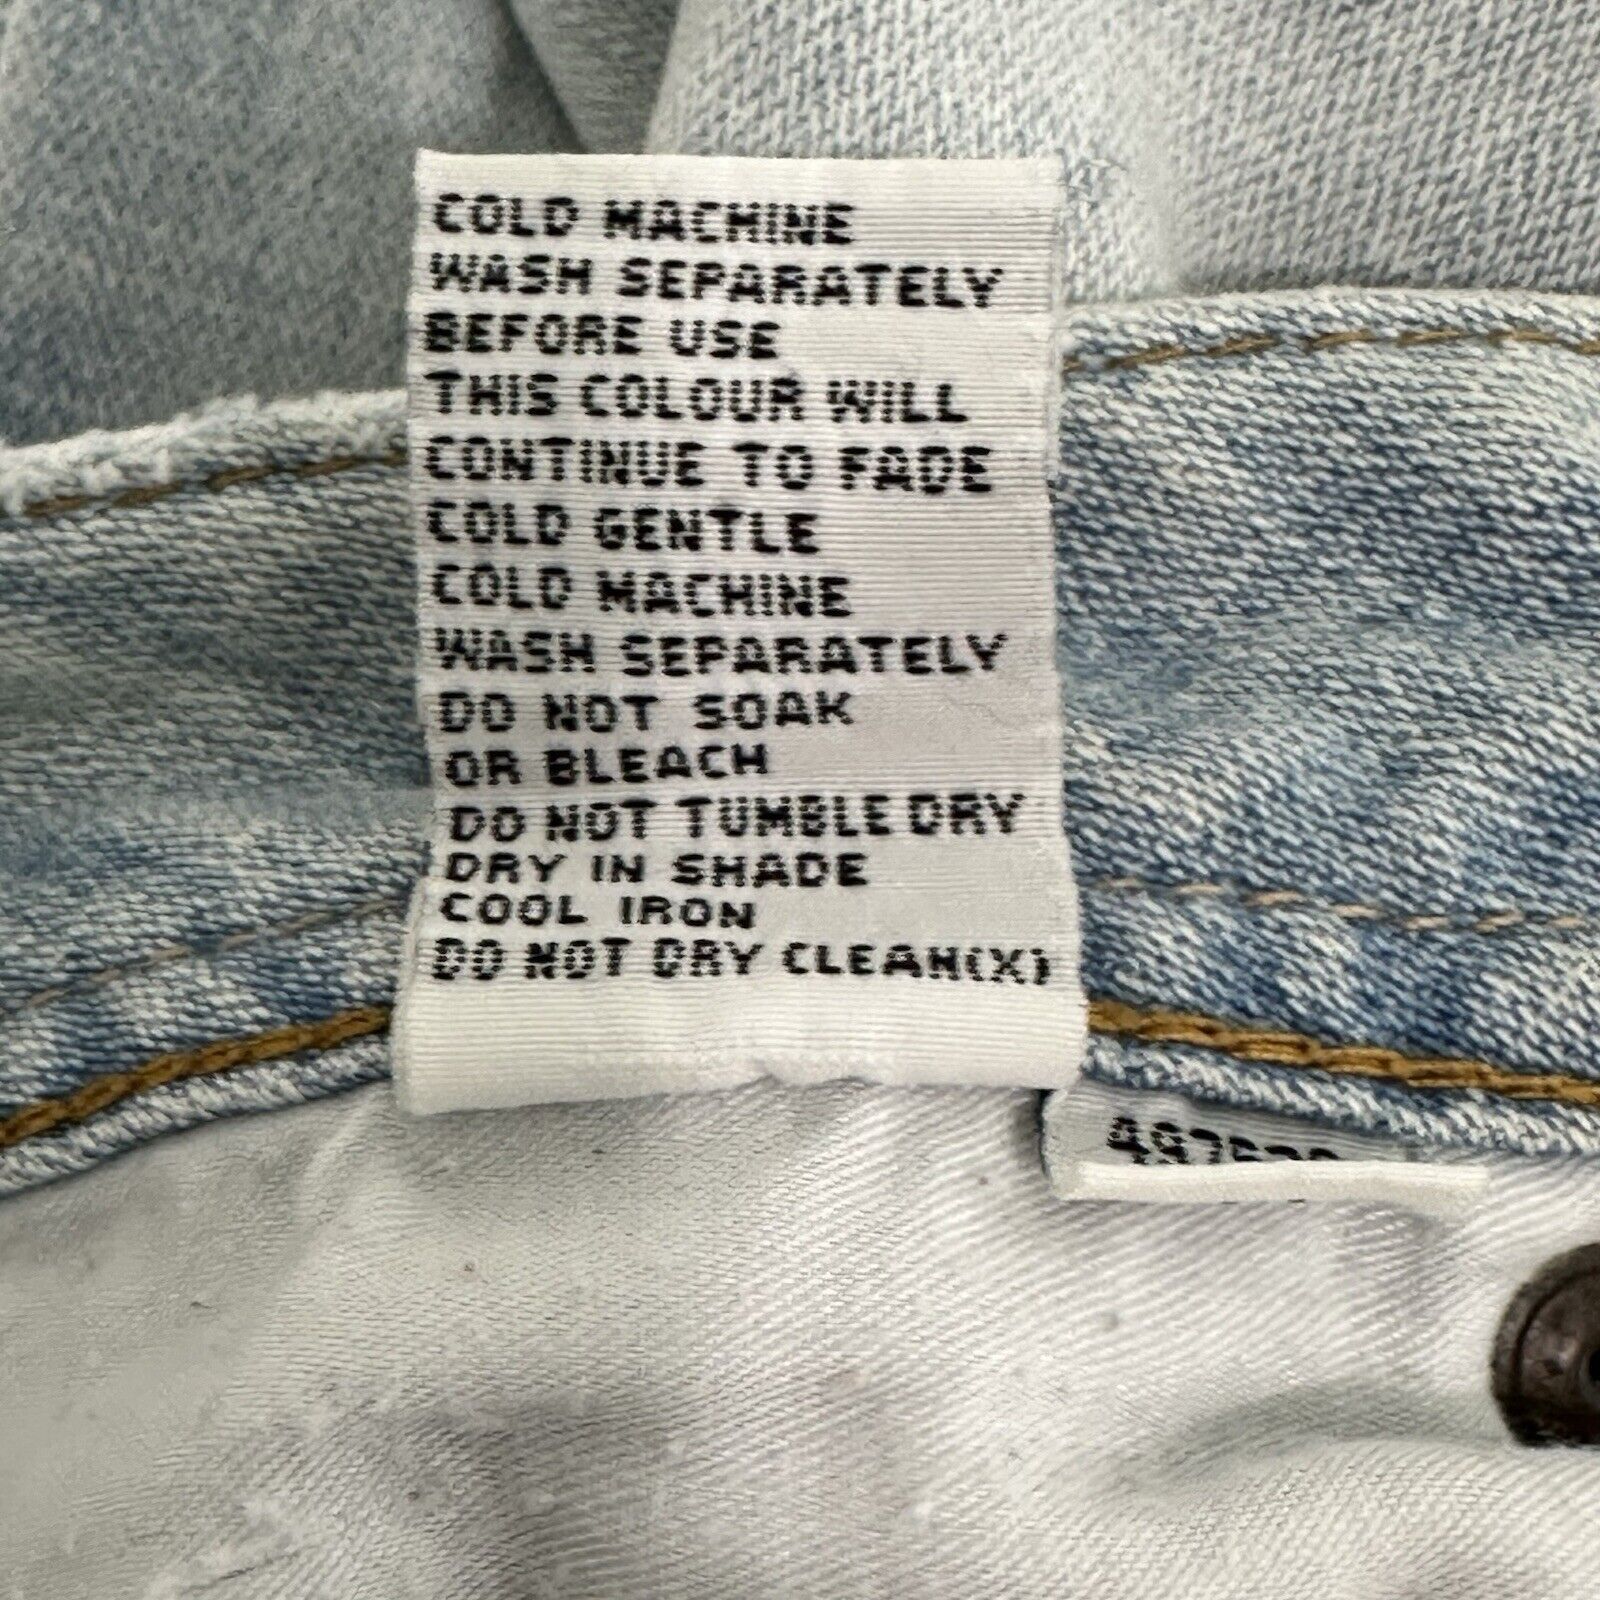 COLD MACHINE
WASH SEPARATELY
BEFORE USE
THIS COLOUR WILL
CONTINUE TO FADE
COLD GENTLE
COLD MACHINE
WASH SEPARATELY
DO NOT SOAK
OR BLEACH
DO NOT TUMBLE DRY
DRY IN SHADE
COOL IRON
DO NOT DRY CLEAN(X)